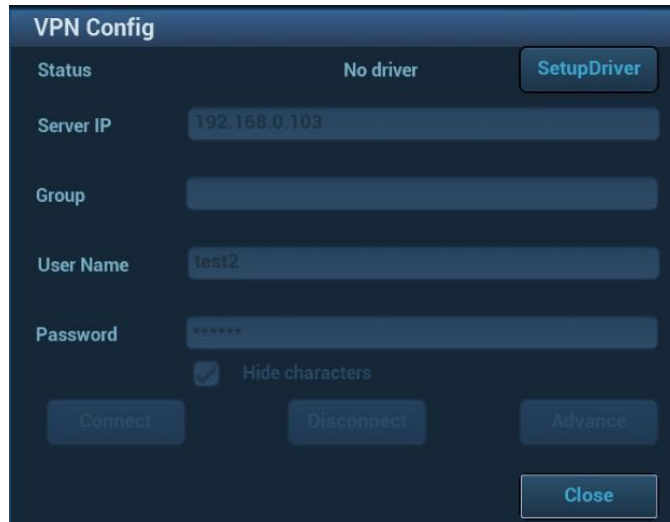 VPN Config
Status No driver SetupDriver
Server IP 192.168.0.103
Group
User Name test2
Password ******
Hide characters
Connect Disconnect Advance
Close